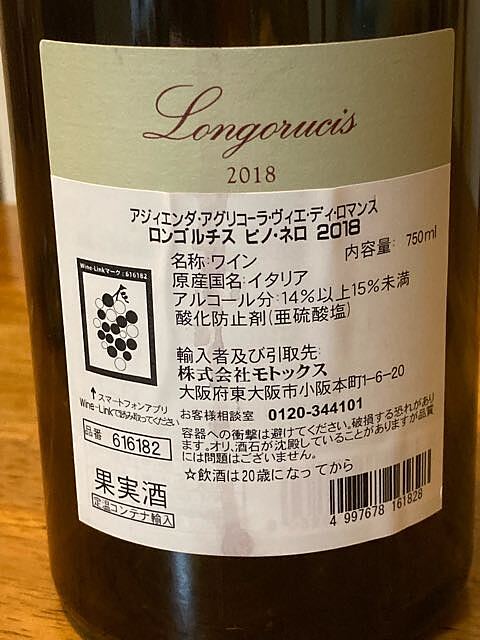 Longorucis
2018
アジィエンダ・アグリコーラ・ヴィエ・ディ・ロマンス
ロンゴルチス ピノ・ネロ 2018
名称:ワイン
内容量: 750ml
原産国名:イタリア
アルコール分:14%以上15%未満
酸化防止剤(亜硫酸塩)
Wine-Linkマーク:616182
輸入者及び引取先:
株式会社モトックス
大阪府東大阪市小阪本町1-6-20
お客様相談室 0120-344101
↑スマートフォンアプリ
Wine-Linkで読み取ってください
品番 616182
容器への衝撃は避けてください。破損する恐れがあり
ます。オリ、酒石が沈殿していることがありますが品質
には問題はございません。
☆飲酒は20歳になってから
果実酒
定温コンテナ輸入
4 997678 161828